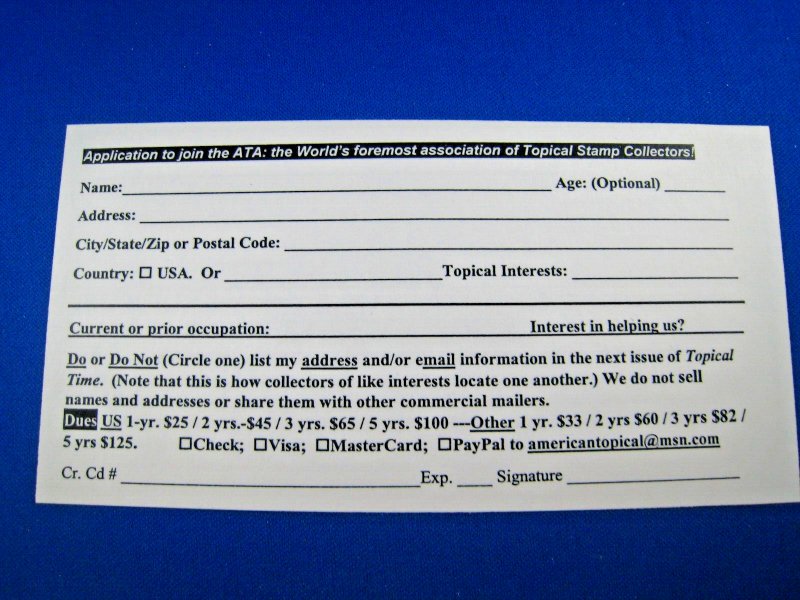 Application to join the ATA: the World's foremost association of Topical Stamp Collectors!
Name: Age: (Optional)
Address:
City/State/Zip or Postal Code:
Country: ☐ USA. Or Topical Interests:
Current or prior occupation: Interest in helping us?
Do or Do Not (Circle one) list my address and/or email information in the next issue of Topical
Time. (Note that this is how collectors of like interests locate one another.) We do not sell
names and addresses or share them with other commercial mailers.
Dues US 1-yr. $25 / 2 yrs.-$45 / 3 yrs. $65 / 5 yrs. $100 ---Other 1 yr. $33 / 2 yrs $60 / 3 yrs $82 /
5 yrs $125. ☐Check; ☐Visa; ☐MasterCard; ☐PayPal to americantopical@msn.com
Cr. Cd # Exp. Signature